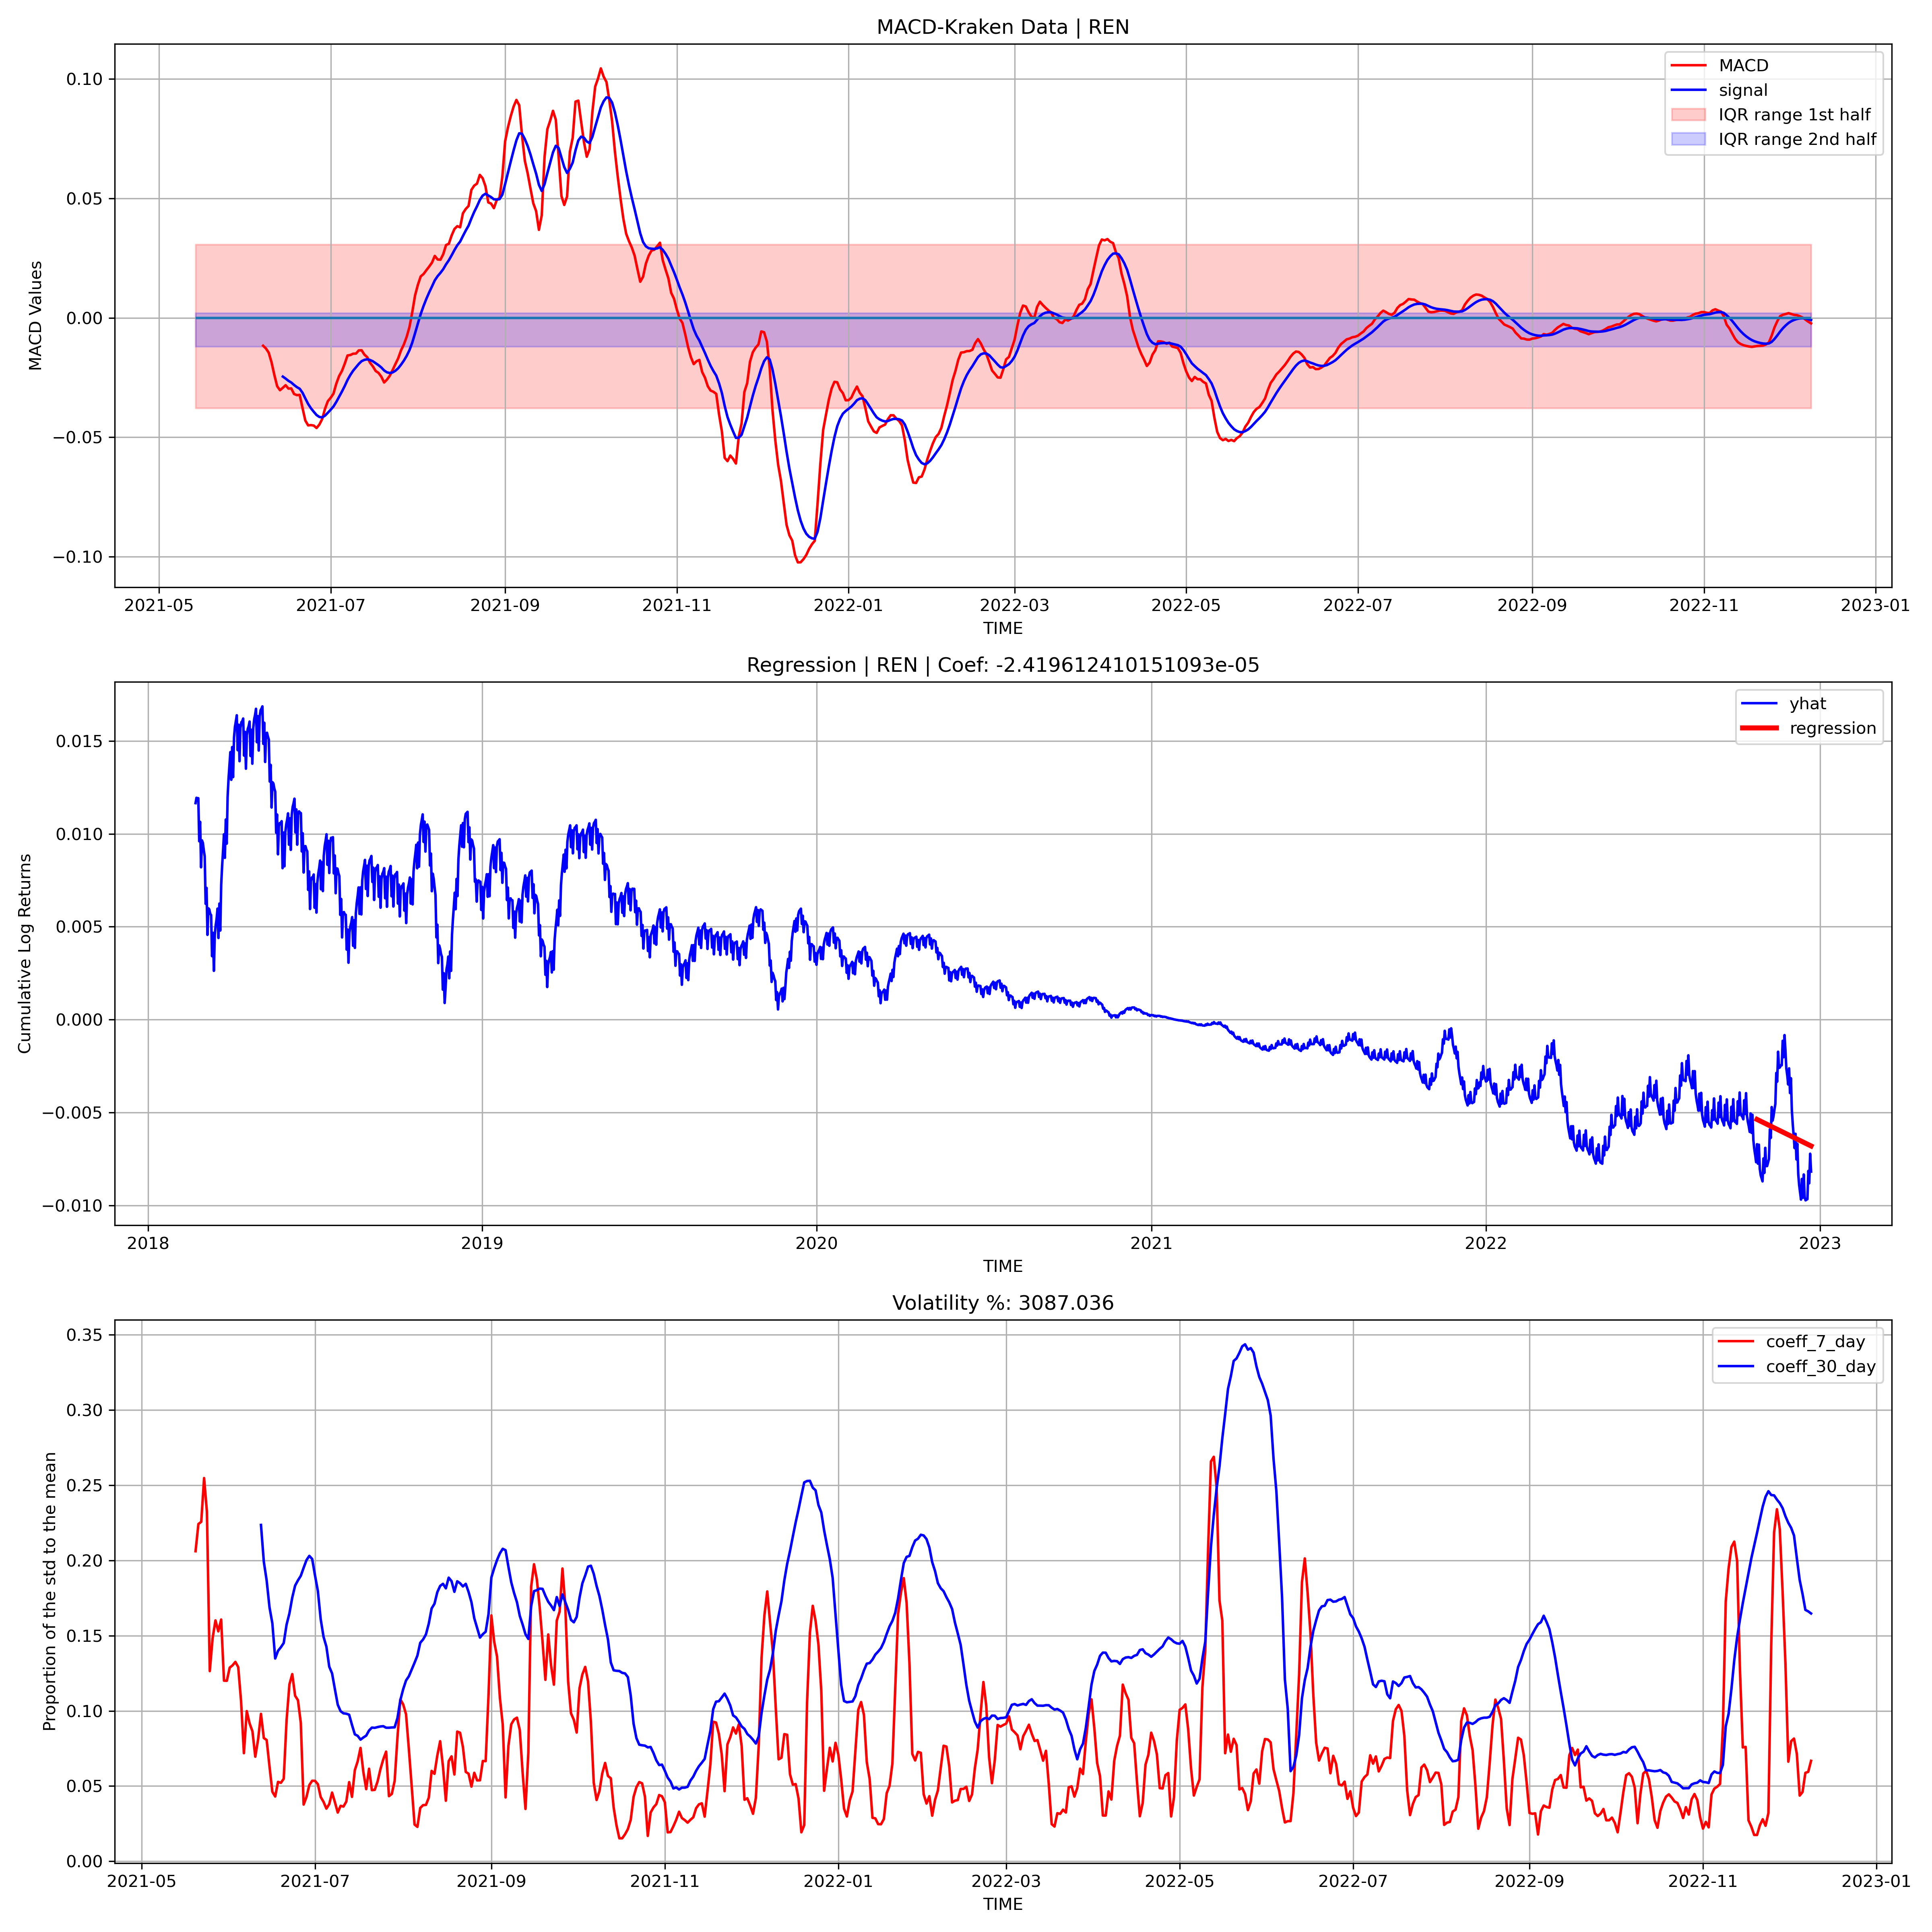 MACD-Kraken Data | REN
MACD Values
0.10
0.05
0.00
−0.05
−0.10
MACD
signal
IQR range 1st half
IQR range 2nd half
2021-05 2021-07 2021-09 2021-11 2022-01 2022-03 2022-05 2022-07 2022-09 2022-11 2023-01
TIME
Regression | REN | Coef: -2.419612410151093e-05
Cumulative Log Returns
0.015
0.010
0.005
0.000
−0.005
−0.010
yhat
regression
2018 2019 2020 2021 2022 2023
TIME
Volatility %: 3087.036
Proportion of the std to the mean
0.35
0.30
0.25
0.20
0.15
0.10
0.05
0.00
coeff_7_day
coeff_30_day
2021-05 2021-07 2021-09 2021-11 2022-01 2022-03 2022-05 2022-07 2022-09 2022-11 2023-01
TIME